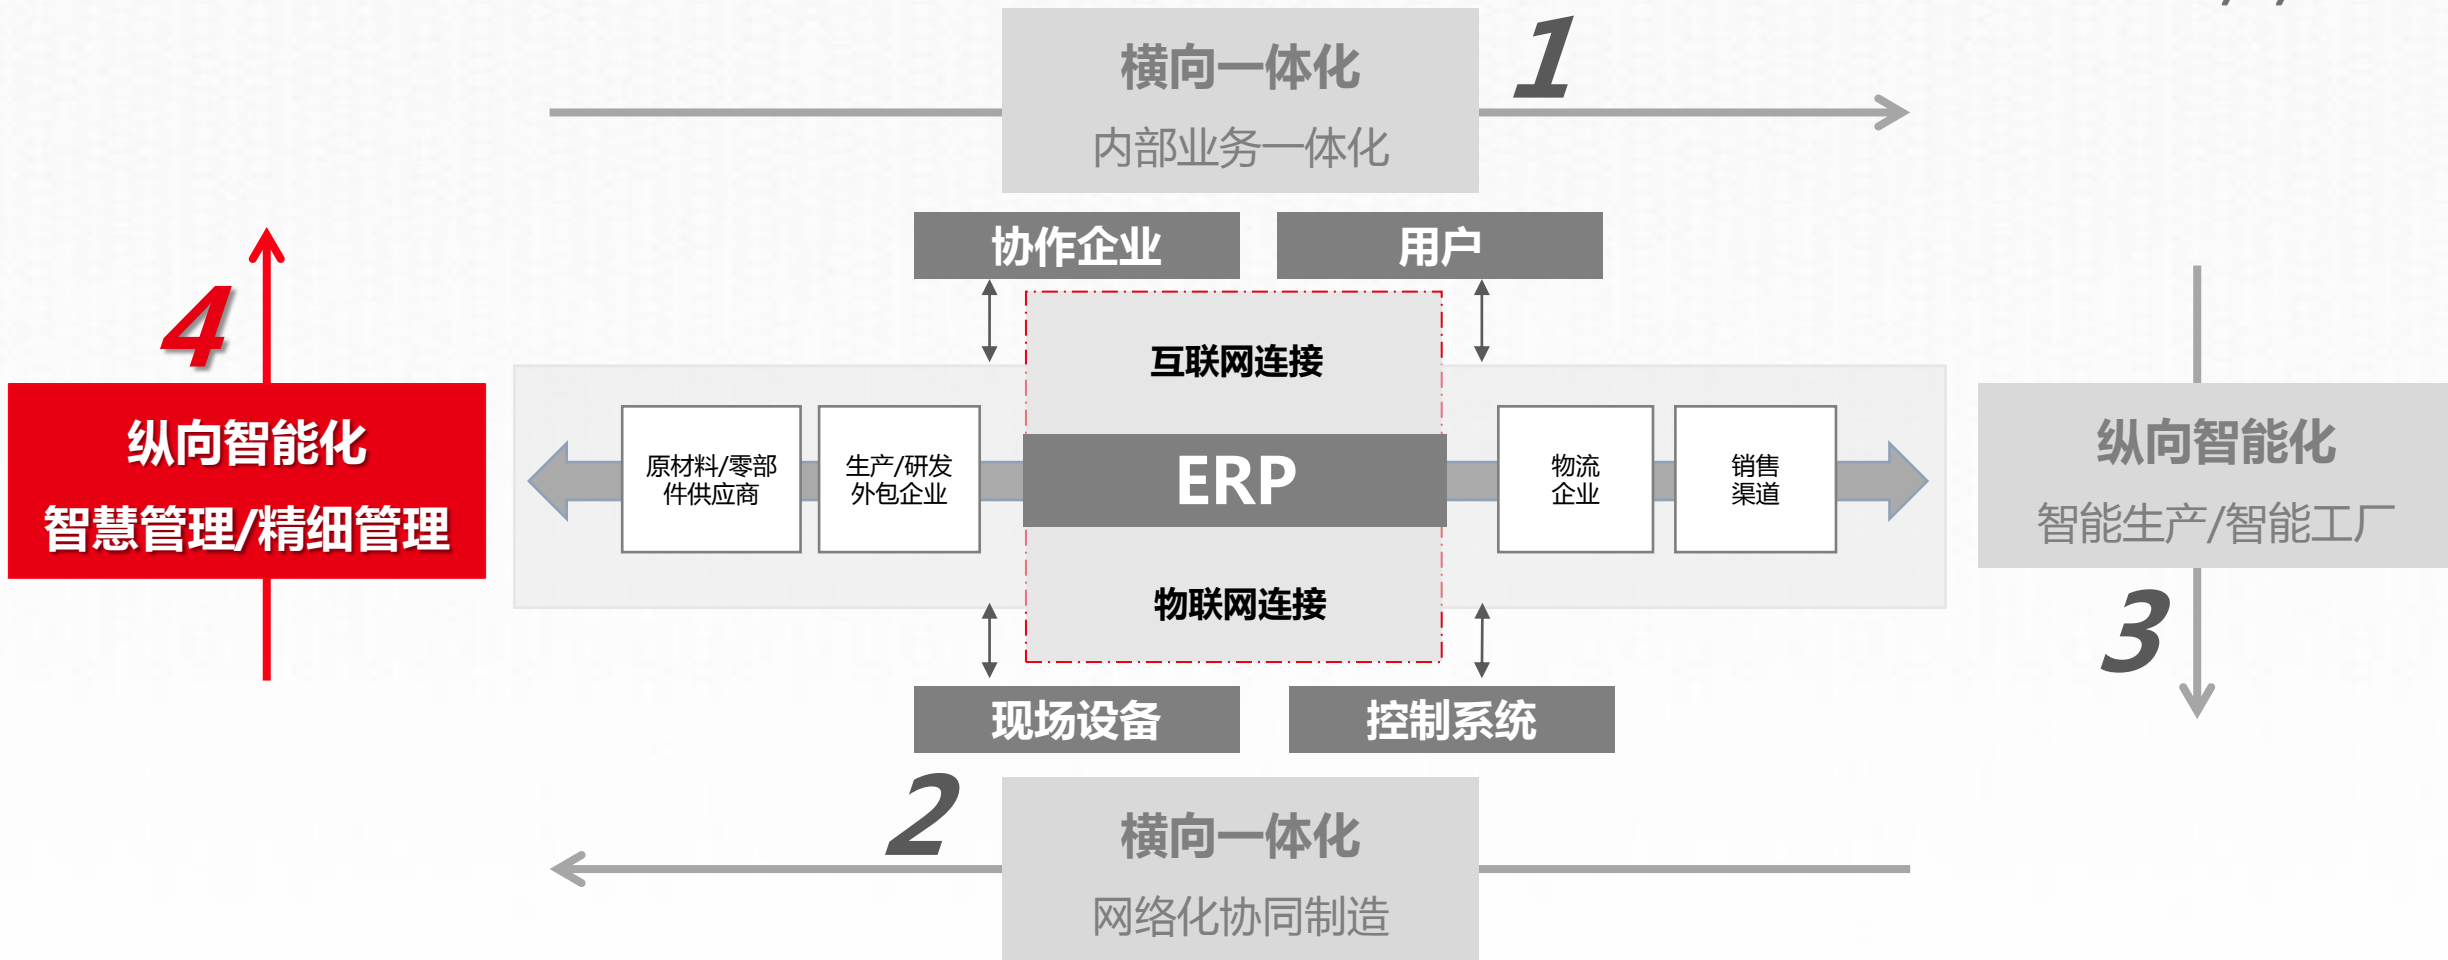 横向一体化
内部业务一体化
1
协作企业
用户
4
纵向智能化
智慧管理/精细管理
互联网连接
原材料/零部
件供应商
生产/研发
外包企业
ERP
物流
企业
销售
渠道
物联网连接
纵向智能化
智能生产/智能工厂
3
现场设备
控制系统
2
横向一体化
网络化协同制造